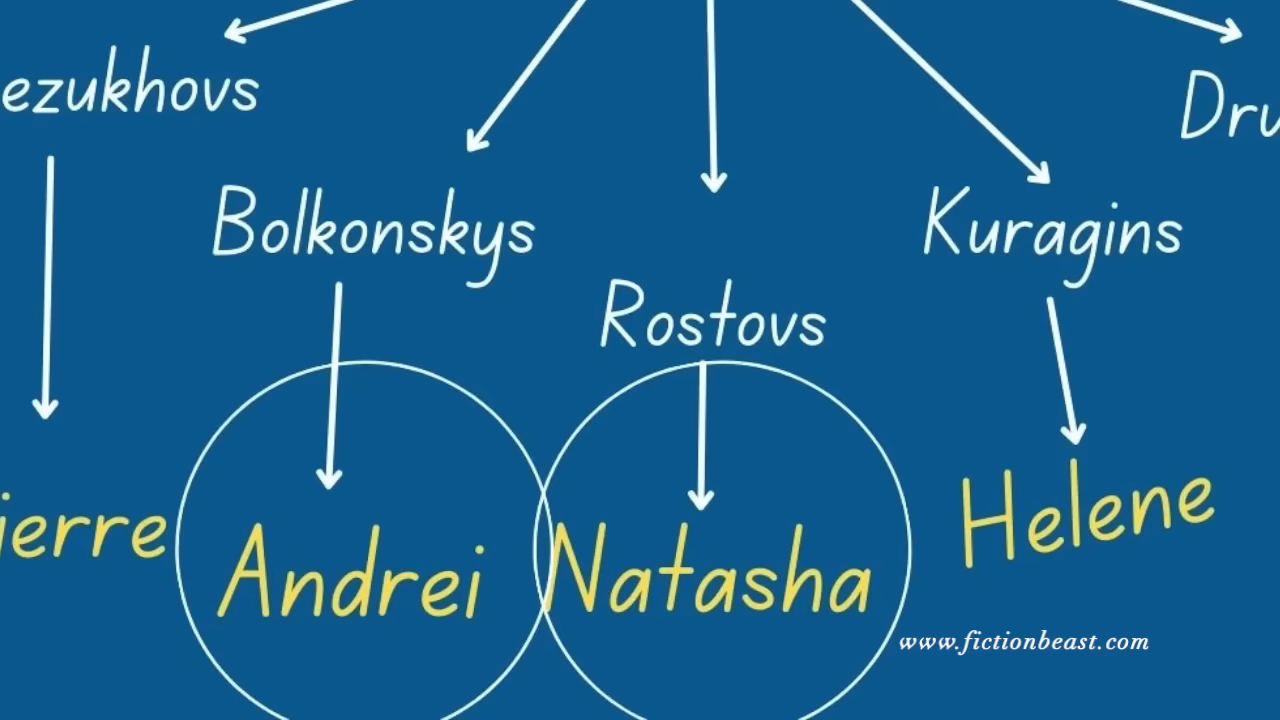 ezukhovs
Dru
Bolkonskys
Kuragins
Rostovs
ierre
Andrei
Natasha
Helene
www.fictionbeast.com